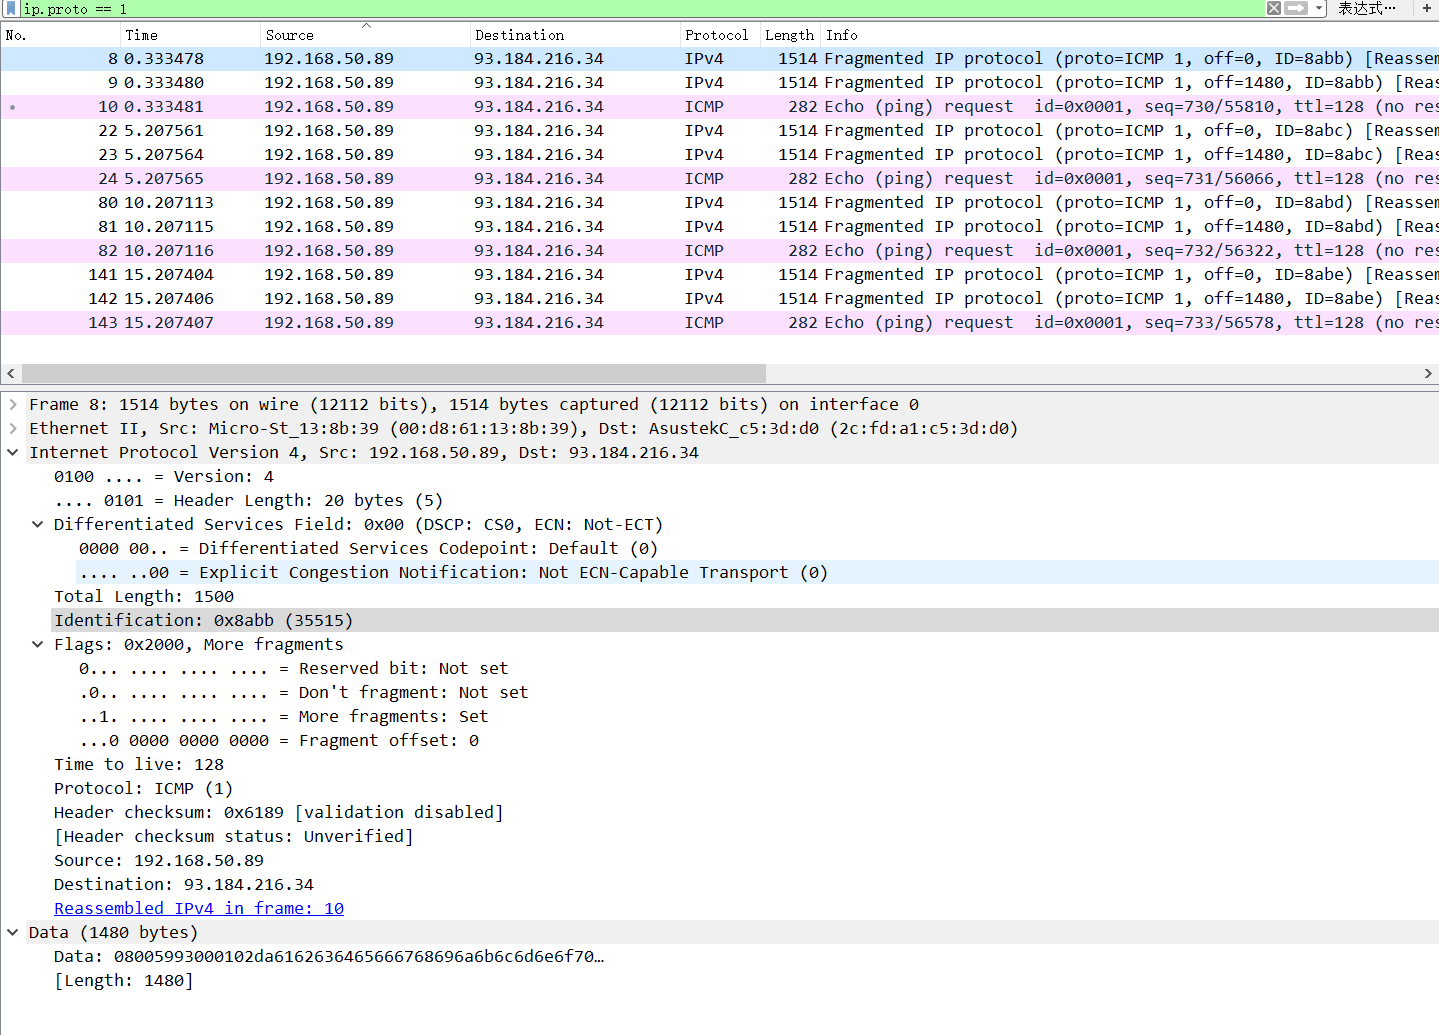 ip.proto == 1 表达式… +
No. Time Source Destination Protocol Length Info
8 0.333478 192.168.50.89 93.184.216.34 IPv4 1514 Fragmented IP protocol (proto=ICMP 1, off=0, ID=8abb) [Reassem
9 0.333480 192.168.50.89 93.184.216.34 IPv4 1514 Fragmented IP protocol (proto=ICMP 1, off=1480, ID=8abb) [Reas
10 0.333481 192.168.50.89 93.184.216.34 ICMP 282 Echo (ping) request id=0x0001, seq=730/55810, ttl=128 (no res
22 5.207561 192.168.50.89 93.184.216.34 IPv4 1514 Fragmented IP protocol (proto=ICMP 1, off=0, ID=8abc) [Reassem
23 5.207564 192.168.50.89 93.184.216.34 IPv4 1514 Fragmented IP protocol (proto=ICMP 1, off=1480, ID=8abc) [Reas
24 5.207565 192.168.50.89 93.184.216.34 ICMP 282 Echo (ping) request id=0x0001, seq=731/56066, ttl=128 (no res
80 10.207113 192.168.50.89 93.184.216.34 IPv4 1514 Fragmented IP protocol (proto=ICMP 1, off=0, ID=8abd) [Reassem
81 10.207115 192.168.50.89 93.184.216.34 IPv4 1514 Fragmented IP protocol (proto=ICMP 1, off=1480, ID=8abd) [Reas
82 10.207116 192.168.50.89 93.184.216.34 ICMP 282 Echo (ping) request id=0x0001, seq=732/56322, ttl=128 (no res
141 15.207404 192.168.50.89 93.184.216.34 IPv4 1514 Fragmented IP protocol (proto=ICMP 1, off=0, ID=8abe) [Reassem
142 15.207406 192.168.50.89 93.184.216.34 IPv4 1514 Fragmented IP protocol (proto=ICMP 1, off=1480, ID=8abe) [Reas
143 15.207407 192.168.50.89 93.184.216.34 ICMP 282 Echo (ping) request id=0x0001, seq=733/56578, ttl=128 (no res
Frame 8: 1514 bytes on wire (12112 bits), 1514 bytes captured (12112 bits) on interface 0
Ethernet II, Src: Micro-St_13:8b:39 (00:d8:61:13:8b:39), Dst: AsustekC_c5:3d:d0 (2c:fd:a1:c5:3d:d0)
Internet Protocol Version 4, Src: 192.168.50.89, Dst: 93.184.216.34
0100 .... = Version: 4
.... 0101 = Header Length: 20 bytes (5)
Differentiated Services Field: 0x00 (DSCP: CS0, ECN: Not-ECT)
0000 00.. = Differentiated Services Codepoint: Default (0)
.... ..00 = Explicit Congestion Notification: Not ECN-Capable Transport (0)
Total Length: 1500
Identification: 0x8abb (35515)
Flags: 0x2000, More fragments
0... .... .... .... = Reserved bit: Not set
.0.. .... .... .... = Don't fragment: Not set
..1. .... .... .... = More fragments: Set
...0 0000 0000 0000 = Fragment offset: 0
Time to live: 128
Protocol: ICMP (1)
Header checksum: 0x6189 [validation disabled]
[Header checksum status: Unverified]
Source: 192.168.50.89
Destination: 93.184.216.34
Reassembled IPv4 in frame: 10
Data (1480 bytes)
Data: 08005993000102da6162636465666768696a6b6c6d6e6f70…
[Length: 1480]